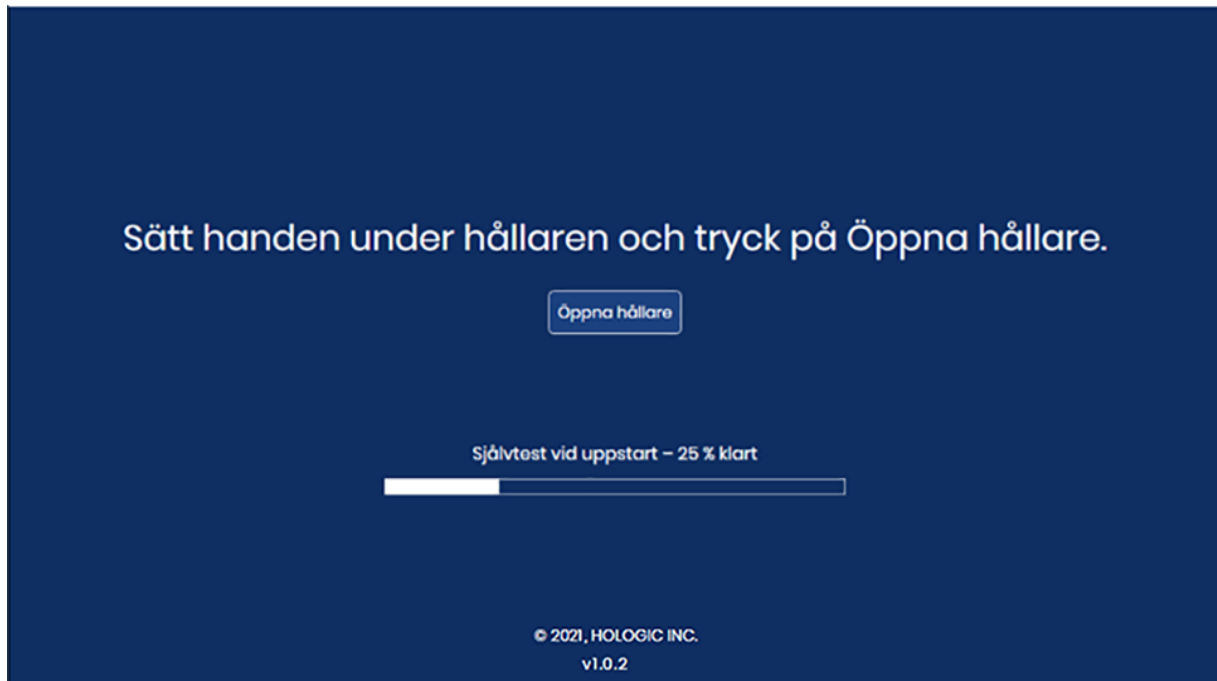 Sätt handen under hållaren och tryck på Öppna hållare.
Öppna hållare
Självtest vid uppstart – 25 % klart
© 2021, HOLOGIC INC.
v1.0.2